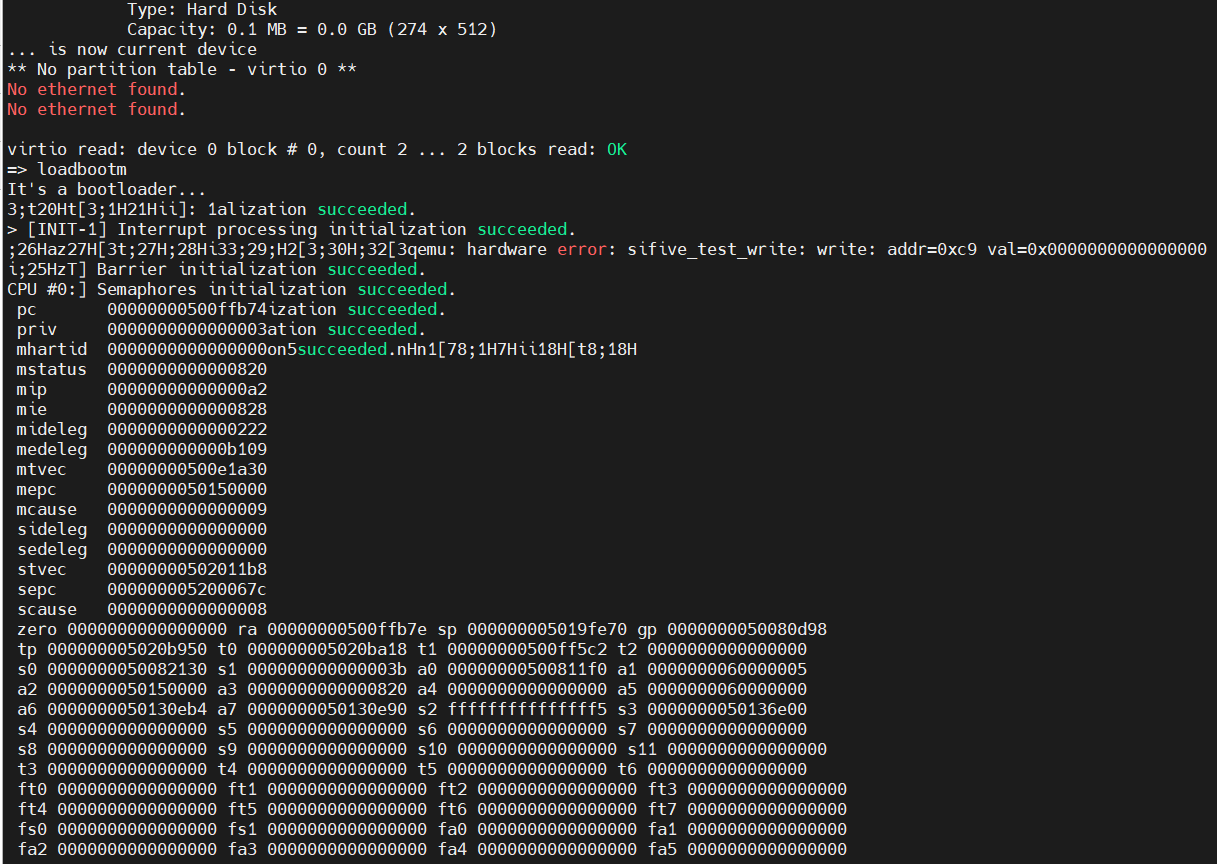 Type: Hard Disk
Capacity: 0.1 MB = 0.0 GB (274 x 512)
... is now current device
** No partition table - virtio 0 **
No ethernet found.
No ethernet found.
virtio read: device 0 block # 0, count 2 ... 2 blocks read: OK
=> loadbootm
It's a bootloader...
3;t20Ht[3;1H21Hii]: 1alization succeeded.
> [INIT-1] Interrupt processing initialization succeeded.
;26Haz27H[3t;27H;28Hi33;29;H2[3;30H;32[3qemu: hardware error: sifive_test_write: write: addr=0xc9 val=0x0000000000000000
i;25HzT] Barrier initialization succeeded.
CPU #0:] Semaphores initialization succeeded.
pc 00000000500ffb74ization succeeded.
priv 0000000000000003ation succeeded.
mhartid 0000000000000000on5succeeded.nHn1[78;1H7Hii18H[t8;18H
mstatus 0000000000000820
mip 00000000000000a2
mie 0000000000000828
mideleg 0000000000000222
medeleg 000000000000b109
mtvec 00000000500e1a30
mepc 0000000050150000
mcause 0000000000000009
sideleg 0000000000000000
sedeleg 0000000000000000
stvec 00000000502011b8
sepc 000000005200067c
scause 0000000000000008
zero 0000000000000000 ra 00000000500ffb7e sp 000000005019fe70 gp 0000000050080d98
tp 000000005020b950 t0 000000005020ba18 t1 00000000500ff5c2 t2 0000000000000000
s0 0000000050082130 s1 000000000000003b a0 00000000500811f0 a1 0000000060000005
a2 0000000050150000 a3 0000000000000820 a4 0000000000000000 a5 0000000060000000
a6 0000000050130eb4 a7 0000000050130e90 s2 fffffffffffffff5 s3 0000000050136e00
s4 0000000000000000 s5 0000000000000000 s6 0000000000000000 s7 0000000000000000
s8 0000000000000000 s9 0000000000000000 s10 0000000000000000 s11 0000000000000000
t3 0000000000000000 t4 0000000000000000 t5 0000000000000000 t6 0000000000000000
ft0 0000000000000000 ft1 0000000000000000 ft2 0000000000000000 ft3 0000000000000000
ft4 0000000000000000 ft5 0000000000000000 ft6 0000000000000000 ft7 0000000000000000
fs0 0000000000000000 fs1 0000000000000000 fa0 0000000000000000 fa1 0000000000000000
fa2 0000000000000000 fa3 0000000000000000 fa4 0000000000000000 fa5 0000000000000000